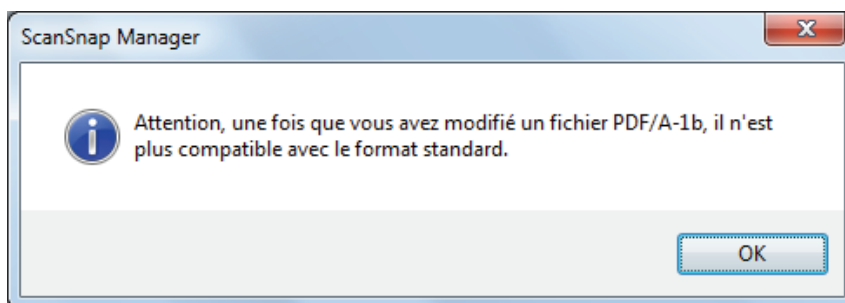 ScanSnap Manager
Attention, une fois que vous avez modifié un fichier PDF/A-1b, il n'est
plus compatible avec le format standard.
OK